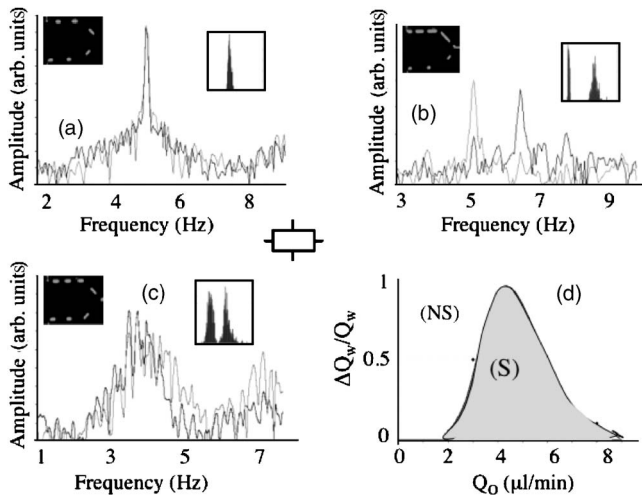 Amplitude (arb. units)
(a)
2 4 6 8
Frequency (Hz)
Amplitude (arb. units)
(b)
3 5 7 9
Frequency (Hz)
Amplitude (arb. units)
(c)
1 3 5 7
Frequency (Hz)
ΔQw/Qw
1
0.5
0
(NS)
(S)
(d)
0 2 4 6 8
QO (μl/min)